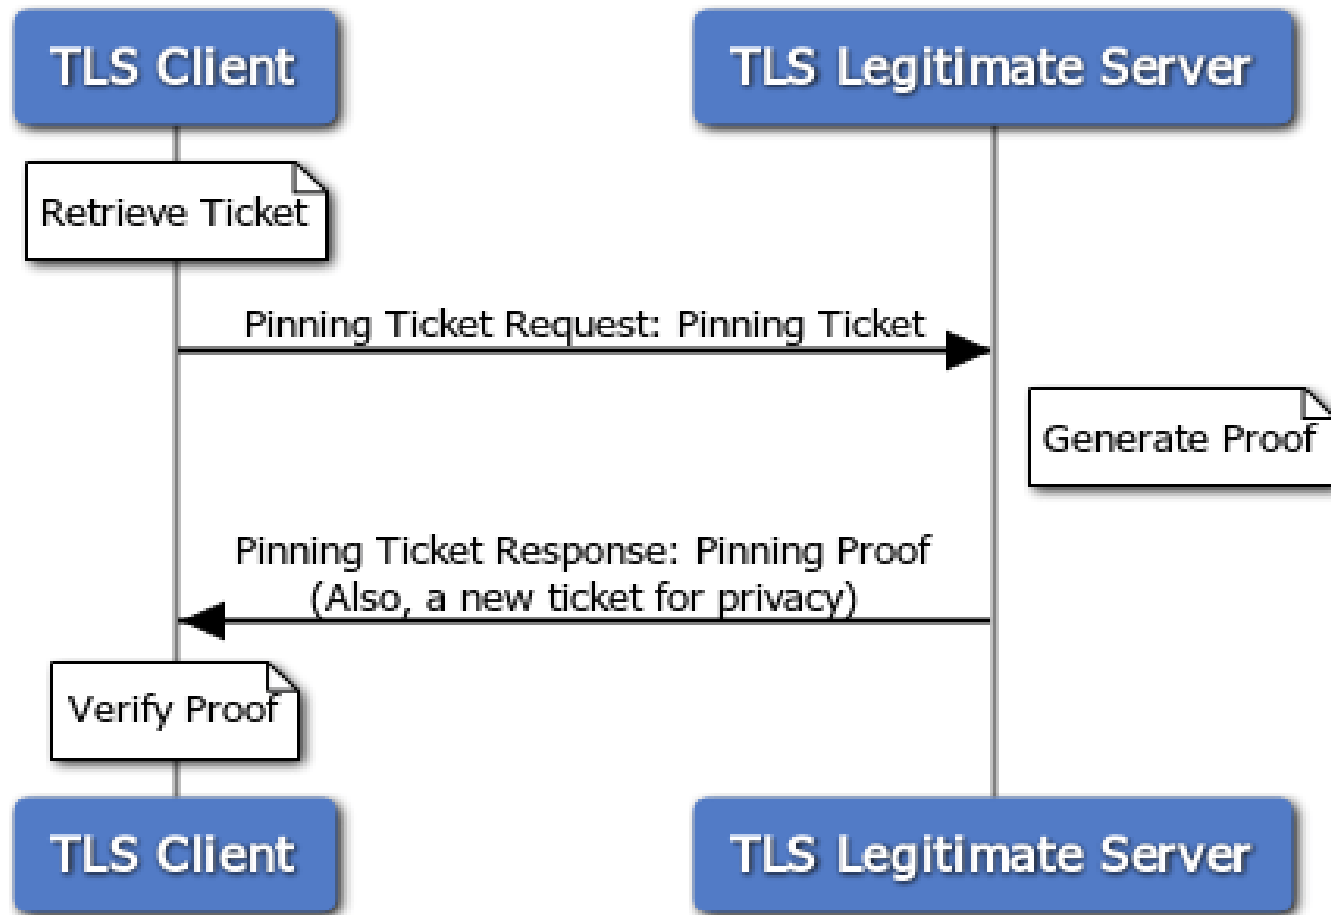 TLS Client
TLS Legitimate Server
Retrieve Ticket
Pinning Ticket Request: Pinning Ticket
Generate Proof
Pinning Ticket Response: Pinning Proof
(Also, a new ticket for privacy)
Verify Proof
TLS Client
TLS Legitimate Server